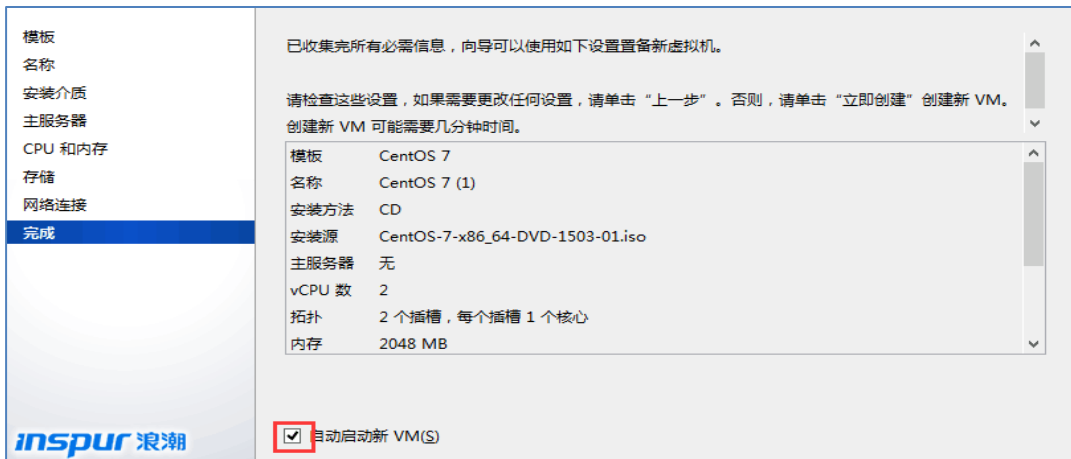 模板
名称
安装介质
主服务器
CPU 和内存
存储
网络连接
完成
已收集完所有必需信息，向导可以使用如下设置置备新虚拟机。
请检查这些设置，如果需要更改任何设置，请单击“上一步”。否则，请单击“立即创建”创建新 VM。
创建新 VM 可能需要几分钟时间。
模板 CentOS 7
名称 CentOS 7 (1)
安装方法 CD
安装源 CentOS-7-x86_64-DVD-1503-01.iso
主服务器 无
vCPU 数 2
拓扑 2 个插槽，每个插槽 1 个核心
内存 2048 MB
自动启动新 VM(S)
inspur 浪潮